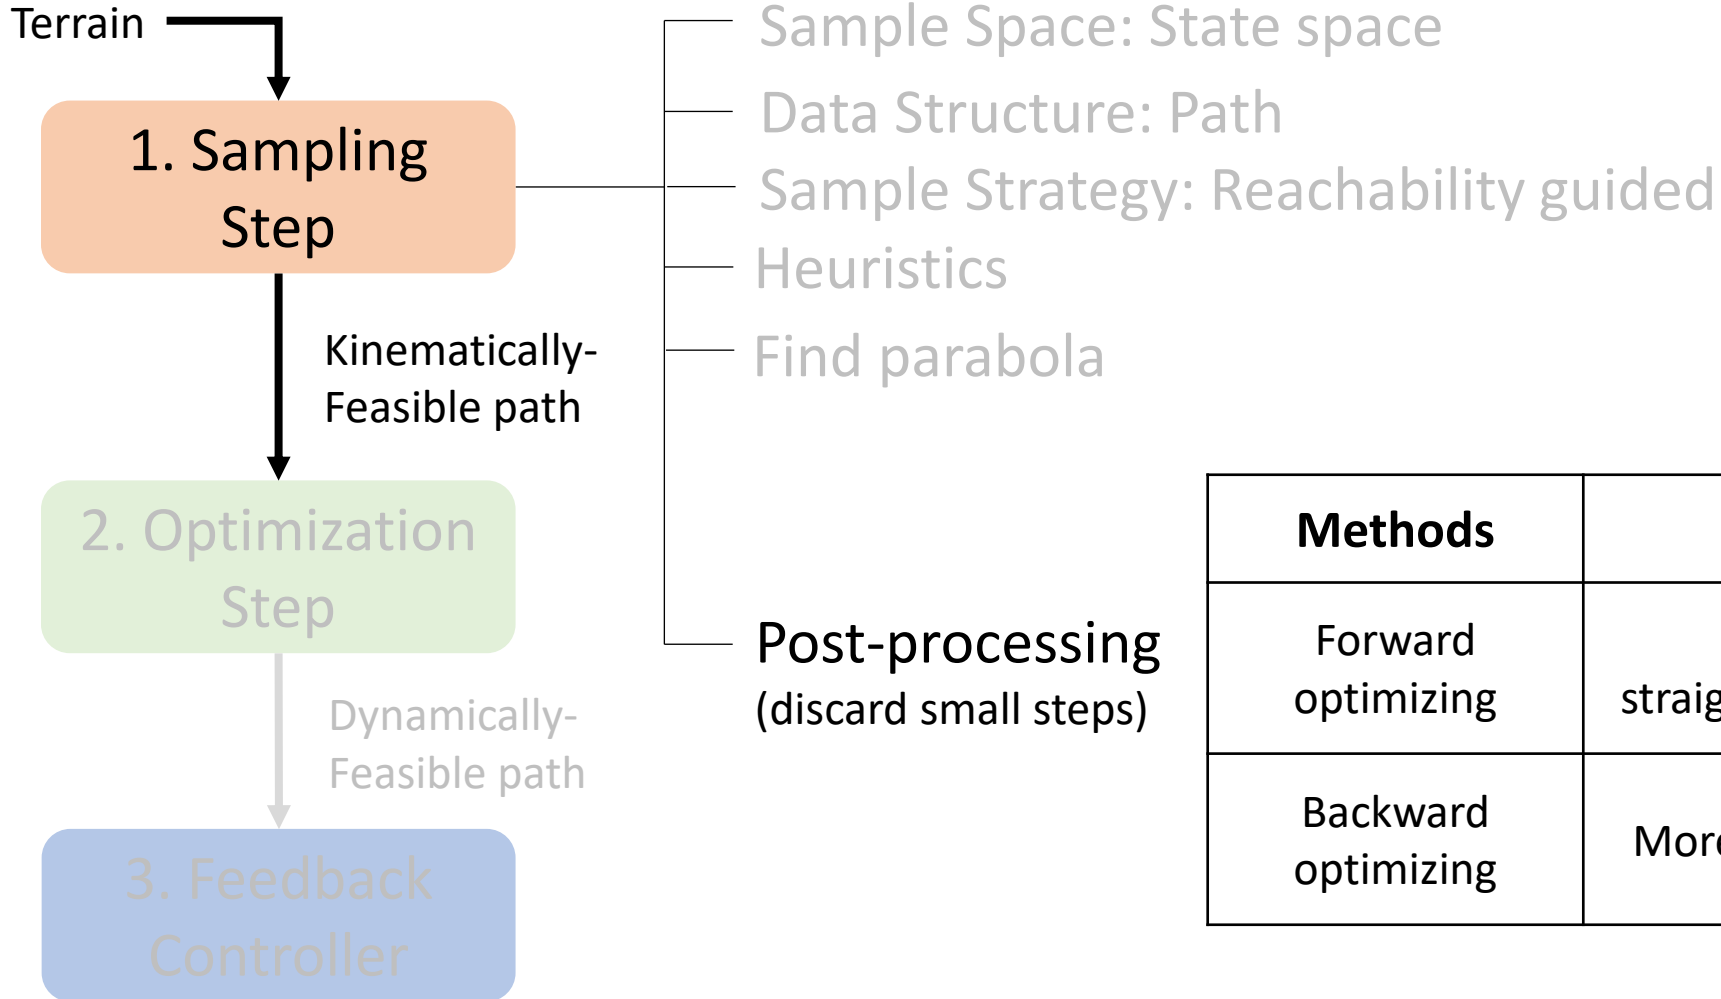 Terrain
1. Sampling
Step
Kinematically-
Feasible path
2. Optimization
Step
Dynamically-
Feasible path
3. Feedback
Controller
Sample Space: State space
Data Structure: Path
Sample Strategy: Reachability guided
Heuristics
Find parabola
Post-processing
(discard small steps)
Methods
Forward
optimizing
Backward
optimizing